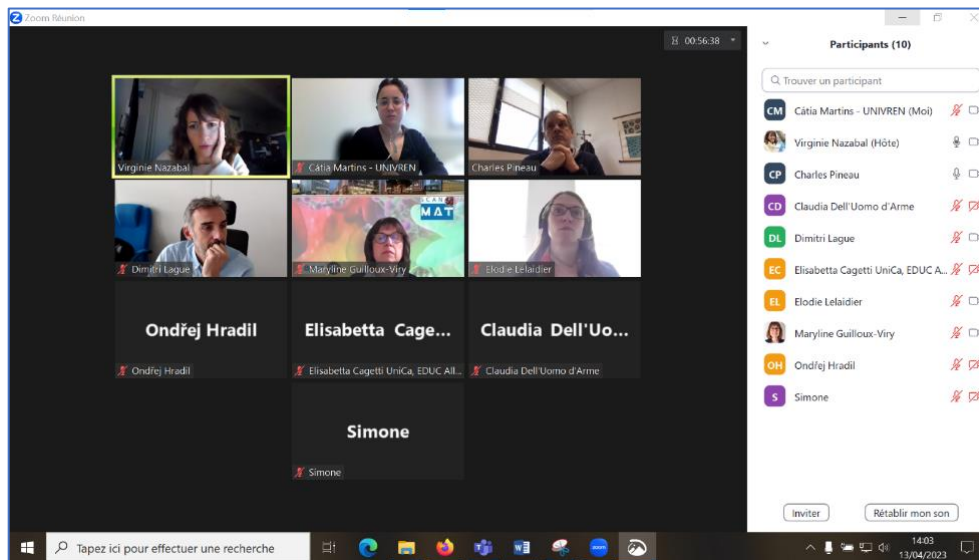 Zoom Réunion
00:56:38
Virginie Nazabal
Cátia Martins - UNIVREN
Charles Pineau
SCAN
MAT
Dimitri Lague
Maryline Guilloux-Viry
Elodie Lelaidier
Ondřej Hradil
Elisabetta Cage...
Claudia Dell'Uo...
Ondřej Hradil
Elisabetta Cagetti UniCa, EDUC All...
Claudia Dell'Uomo d'Arme
Simone
Simone
Participants (10)
Trouver un participant
CM Cátia Martins - UNIVREN (Moi)
Virginie Nazabal (Hôte)
CP Charles Pineau
CD Claudia Dell'Uomo d'Arme
DL Dimitri Lague
EC Elisabetta Cagetti UniCa, EDUC A...
EL Elodie Lelaidier
Maryline Guilloux-Viry
OH Ondřej Hradil
S Simone
Inviter
Rétablir mon son
Tapez ici pour effectuer une recherche
zoom
14:03
13/04/2023